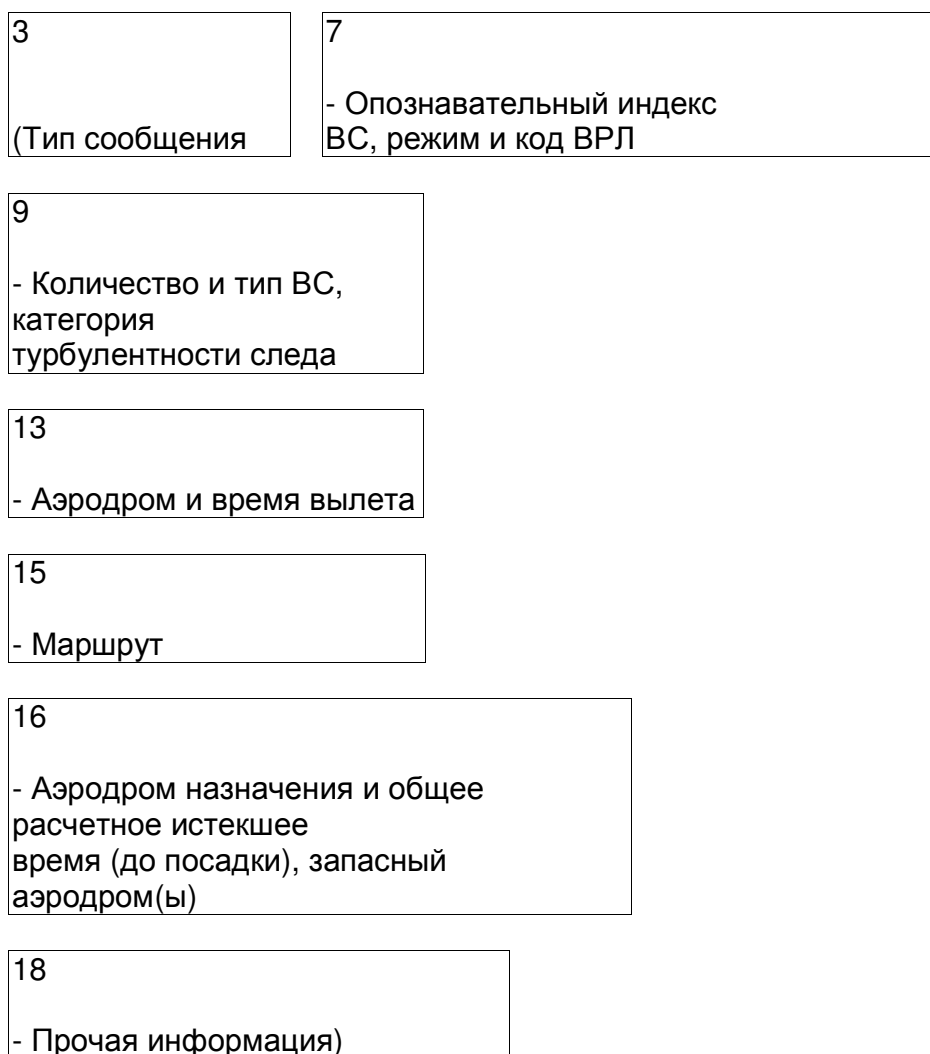 3
(Тип сообщения
7
- Опознавательный индекс
ВС, режим и код ВРЛ
9
- Количество и тип ВС,
категория
турбулентности следа
13
- Аэродром и время вылета
15
- Маршрут
16
- Аэродром назначения и общее
расчетное истекшее
время (до посадки), запасный
аэродром(ы)
18
- Прочая информация)